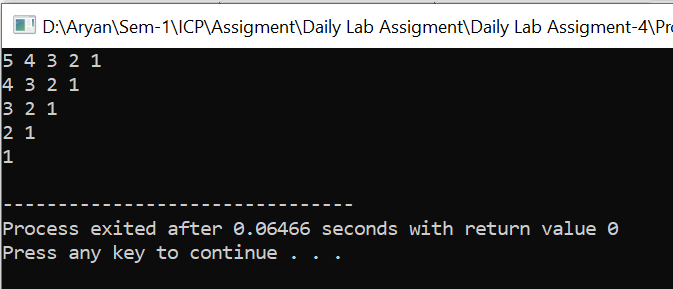 D:\Aryan\Sem-1\ICP\Assigment\Daily Lab Assigment\Daily Lab Assigment-4\Pro
5 4 3 2 1
4 3 2 1
3 2 1
2 1
1
--------------------------------
Process exited after 0.06466 seconds with return value 0
Press any key to continue . . .